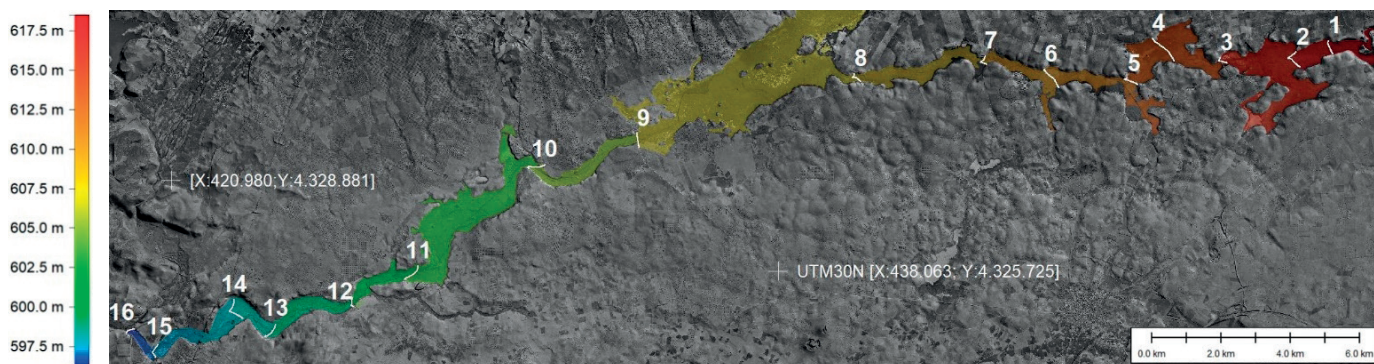 617.5 m
615.0 m
612.5 m
610.0 m
607.5 m
605.0 m
602.5 m
600.0 m
597.5 m
1
2
3
4
5
6
7
8
9
10
11
12
13
14
15
16
[X:420.980;Y:4.328.881]
UTM30N [X:438.063; Y:4.325.725]
0.0 km 2.0 km 4.0 km 6.0 km